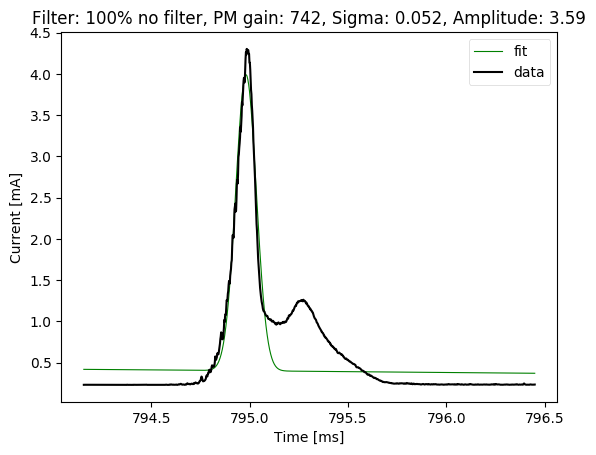 Filter: 100% no filter, PM gain: 742, Sigma: 0.052, Amplitude: 3.59
fit
data
4.5
4.0
3.5
3.0
2.5
2.0
1.5
1.0
0.5
Current [mA]
794.5 795.0 795.5 796.0 796.5
Time [ms]